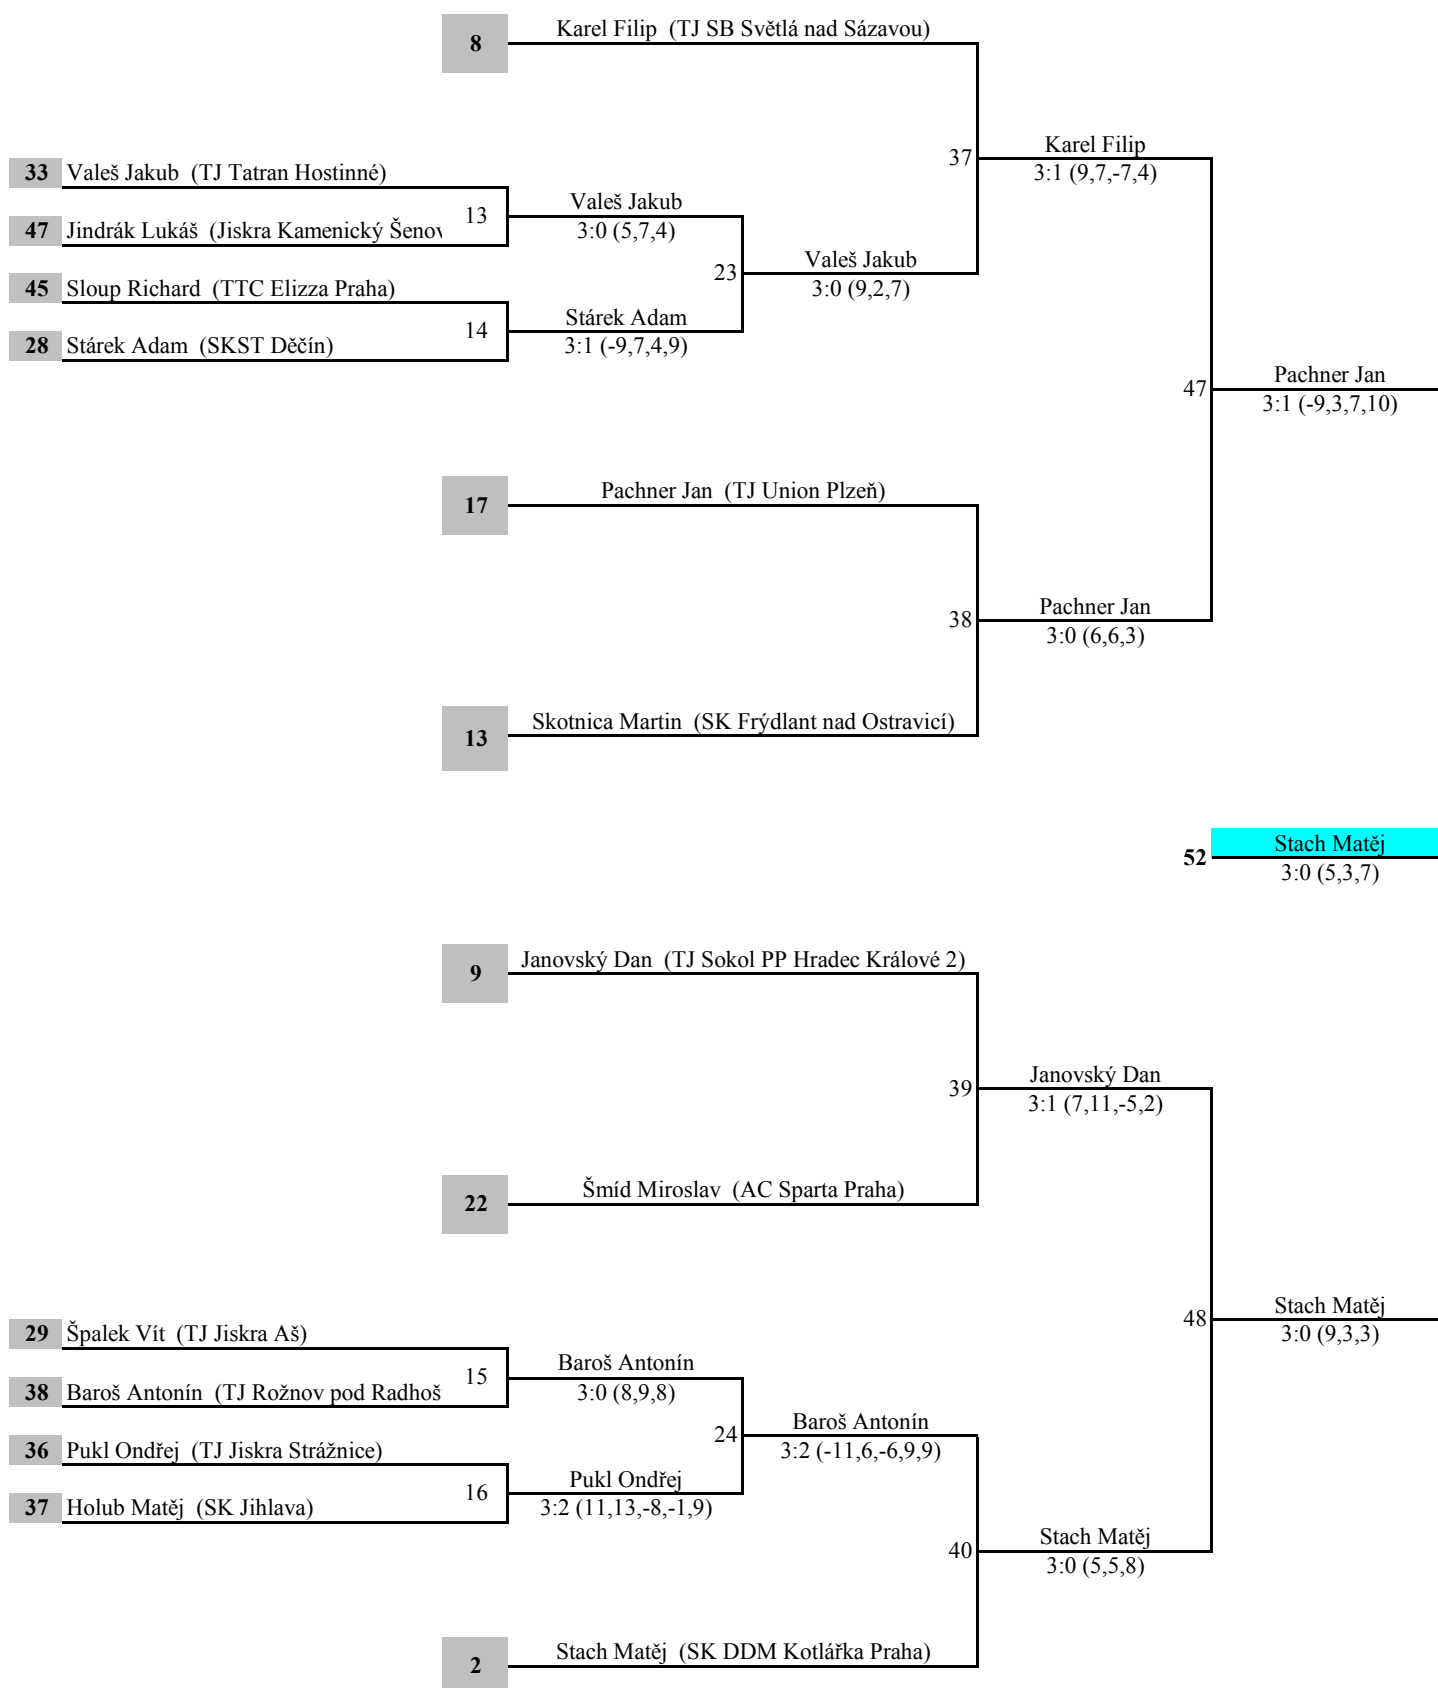 8 Karel Filip (TJ SB Světlá nad Sázavou)
37 Karel Filip
3:1 (9,7,-7,4)
33 Valeš Jakub (TJ Tatran Hostinné)
13 Valeš Jakub
3:0 (5,7,4)
47 Jindrák Lukáš (Jiskra Kamenický Šenov
23 Valeš Jakub
3:0 (9,2,7)
45 Sloup Richard (TTC Elizza Praha)
14 Stárek Adam
3:1 (-9,7,4,9)
28 Stárek Adam (SKST Děčín)
47 Pachner Jan
3:1 (-9,3,7,10)
17 Pachner Jan (TJ Union Plzeň)
38 Pachner Jan
3:0 (6,6,3)
13 Skotnica Martin (SK Frýdlant nad Ostravicí)
52 Stach Matěj
3:0 (5,3,7)
9 Janovský Dan (TJ Sokol PP Hradec Králové 2)
39 Janovský Dan
3:1 (7,11,-5,2)
22 Šmíd Miroslav (AC Sparta Praha)
48 Stach Matěj
3:0 (9,3,3)
29 Špalek Vít (TJ Jiskra Aš)
15 Baroš Antonín
3:0 (8,9,8)
38 Baroš Antonín (TJ Rožnov pod Radhoš
24 Baroš Antonín
3:2 (-11,6,-6,9,9)
36 Pukl Ondřej (TJ Jiskra Strážnice)
16 Pukl Ondřej
3:2 (11,13,-8,-1,9)
37 Holub Matěj (SK Jihlava)
40 Stach Matěj
3:0 (5,5,8)
2 Stach Matěj (SK DDM Kotlářka Praha)